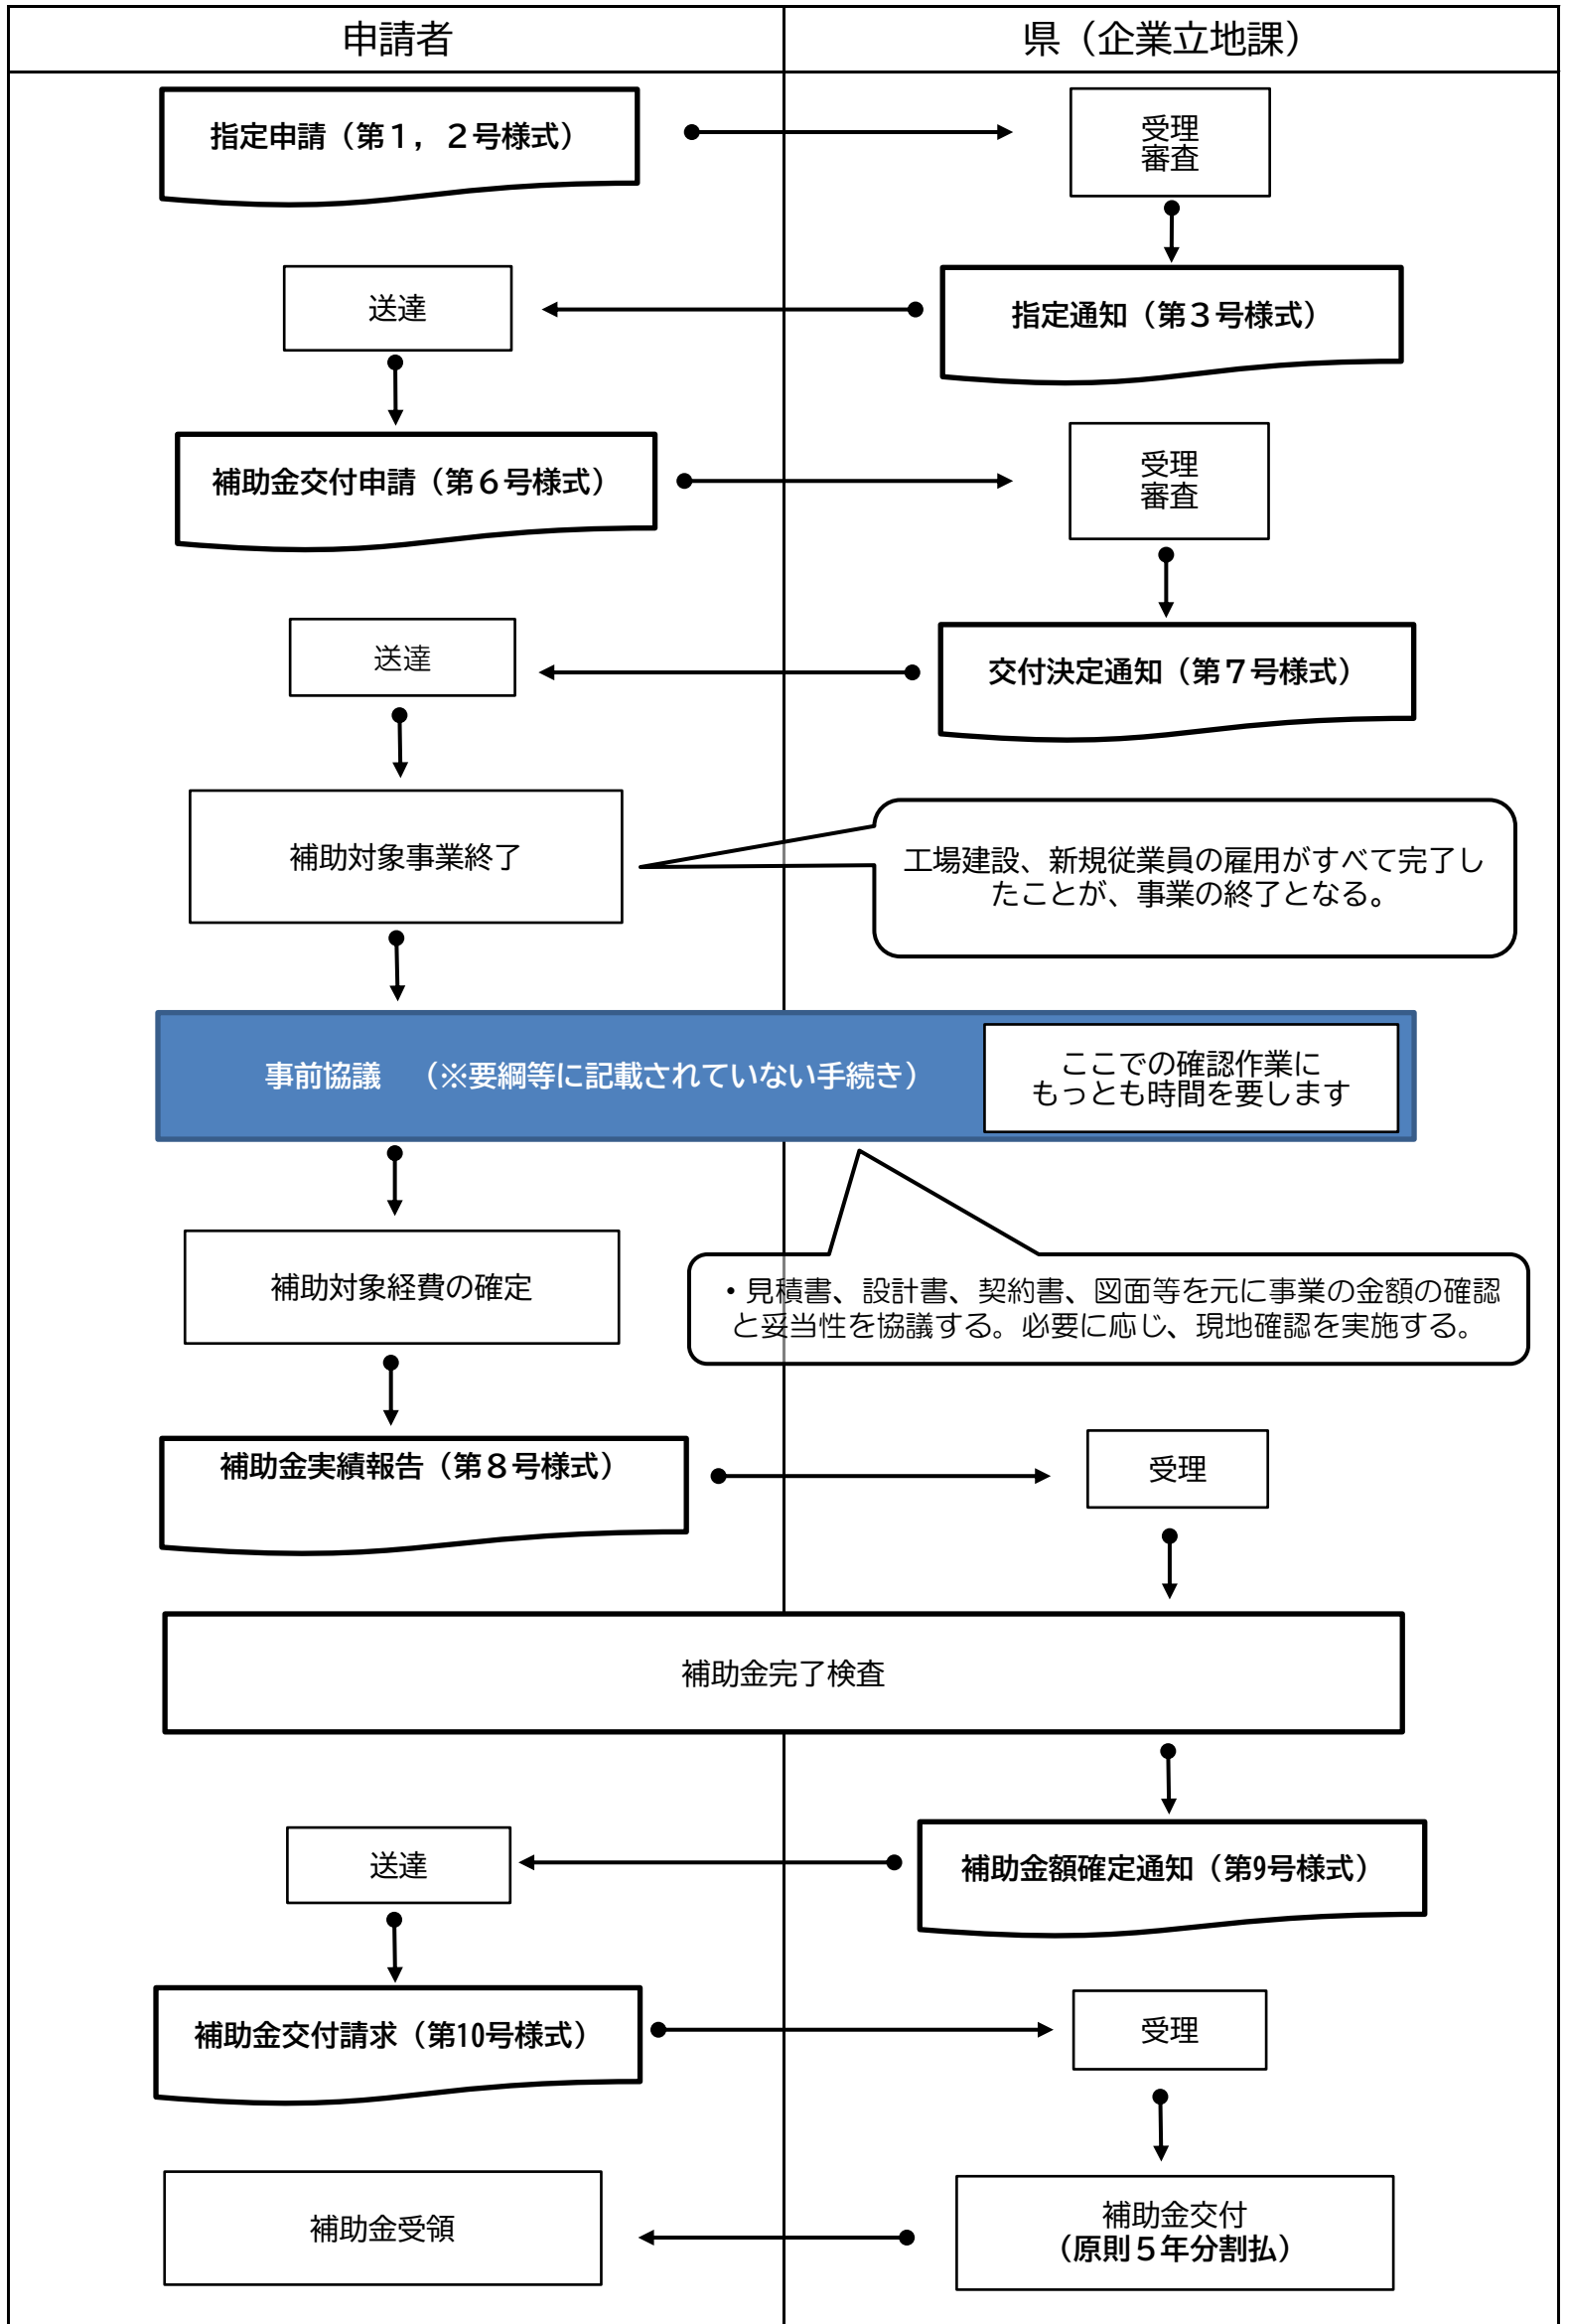 申請者
県（企業立地課）
指定申請（第１，２号様式）
受理
審査
送達
指定通知（第３号様式）
補助金交付申請（第６号様式）
受理
審査
送達
交付決定通知（第７号様式）
補助対象事業終了
工場建設、新規従業員の雇用がすべて完了し
たことが、事業の終了となる。
事前協議　（※要綱等に記載されていない手続き）
ここでの確認作業に
もっとも時間を要します
補助対象経費の確定
・見積書、設計書、契約書、図面等を元に事業の金額の確認
と妥当性を協議する。必要に応じ、現地確認を実施する。
補助金実績報告（第８号様式）
受理
補助金完了検査
送達
補助金額確定通知（第9号様式）
補助金交付請求（第10号様式）
受理
補助金受領
補助金交付
（原則５年分割払）